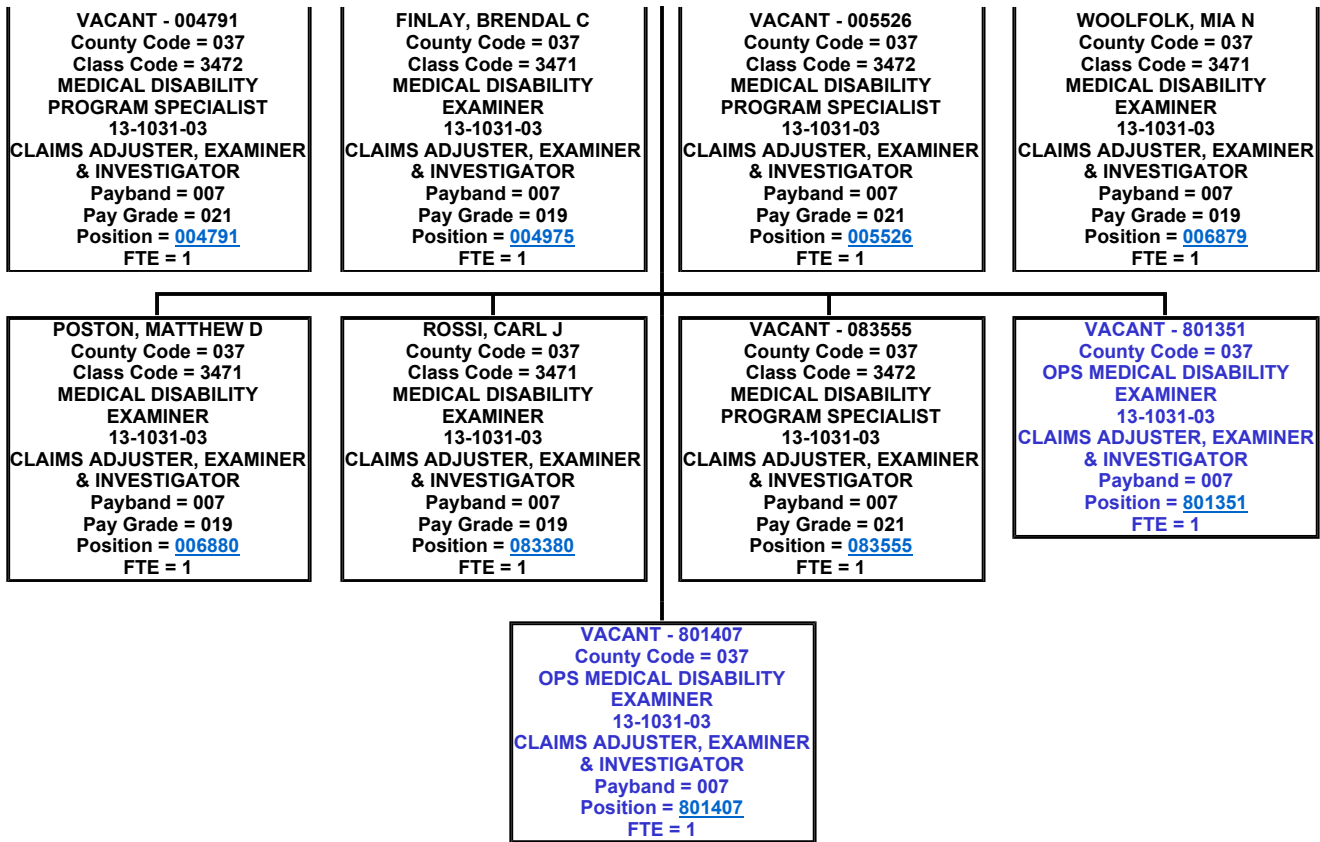 VACANT - 004791
County Code = 037
Class Code = 3472
MEDICAL DISABILITY
PROGRAM SPECIALIST
13-1031-03
CLAIMS ADJUSTER, EXAMINER
& INVESTIGATOR
Payband = 007
Pay Grade = 021
Position = 004791
FTE = 1
FINLAY, BRENDAL C
County Code = 037
Class Code = 3471
MEDICAL DISABILITY
EXAMINER
13-1031-03
CLAIMS ADJUSTER, EXAMINER
& INVESTIGATOR
Payband = 007
Pay Grade = 019
Position = 004975
FTE = 1
VACANT - 005526
County Code = 037
Class Code = 3472
MEDICAL DISABILITY
PROGRAM SPECIALIST
13-1031-03
CLAIMS ADJUSTER, EXAMINER
& INVESTIGATOR
Payband = 007
Pay Grade = 021
Position = 005526
FTE = 1
WOOLFOLK, MIA N
County Code = 037
Class Code = 3471
MEDICAL DISABILITY
EXAMINER
13-1031-03
CLAIMS ADJUSTER, EXAMINER
& INVESTIGATOR
Payband = 007
Pay Grade = 019
Position = 006879
FTE = 1
POSTON, MATTHEW D
County Code = 037
Class Code = 3471
MEDICAL DISABILITY
EXAMINER
13-1031-03
CLAIMS ADJUSTER, EXAMINER
& INVESTIGATOR
Payband = 007
Pay Grade = 019
Position = 006880
FTE = 1
ROSSI, CARL J
County Code = 037
Class Code = 3471
MEDICAL DISABILITY
EXAMINER
13-1031-03
CLAIMS ADJUSTER, EXAMINER
& INVESTIGATOR
Payband = 007
Pay Grade = 019
Position = 083380
FTE = 1
VACANT - 083555
County Code = 037
Class Code = 3472
MEDICAL DISABILITY
PROGRAM SPECIALIST
13-1031-03
CLAIMS ADJUSTER, EXAMINER
& INVESTIGATOR
Payband = 007
Pay Grade = 021
Position = 083555
FTE = 1
VACANT - 801351
County Code = 037
OPS MEDICAL DISABILITY
EXAMINER
13-1031-03
CLAIMS ADJUSTER, EXAMINER
& INVESTIGATOR
Payband = 007
Position = 801351
FTE = 1
VACANT - 801407
County Code = 037
OPS MEDICAL DISABILITY
EXAMINER
13-1031-03
CLAIMS ADJUSTER, EXAMINER
& INVESTIGATOR
Payband = 007
Position = 801407
FTE = 1